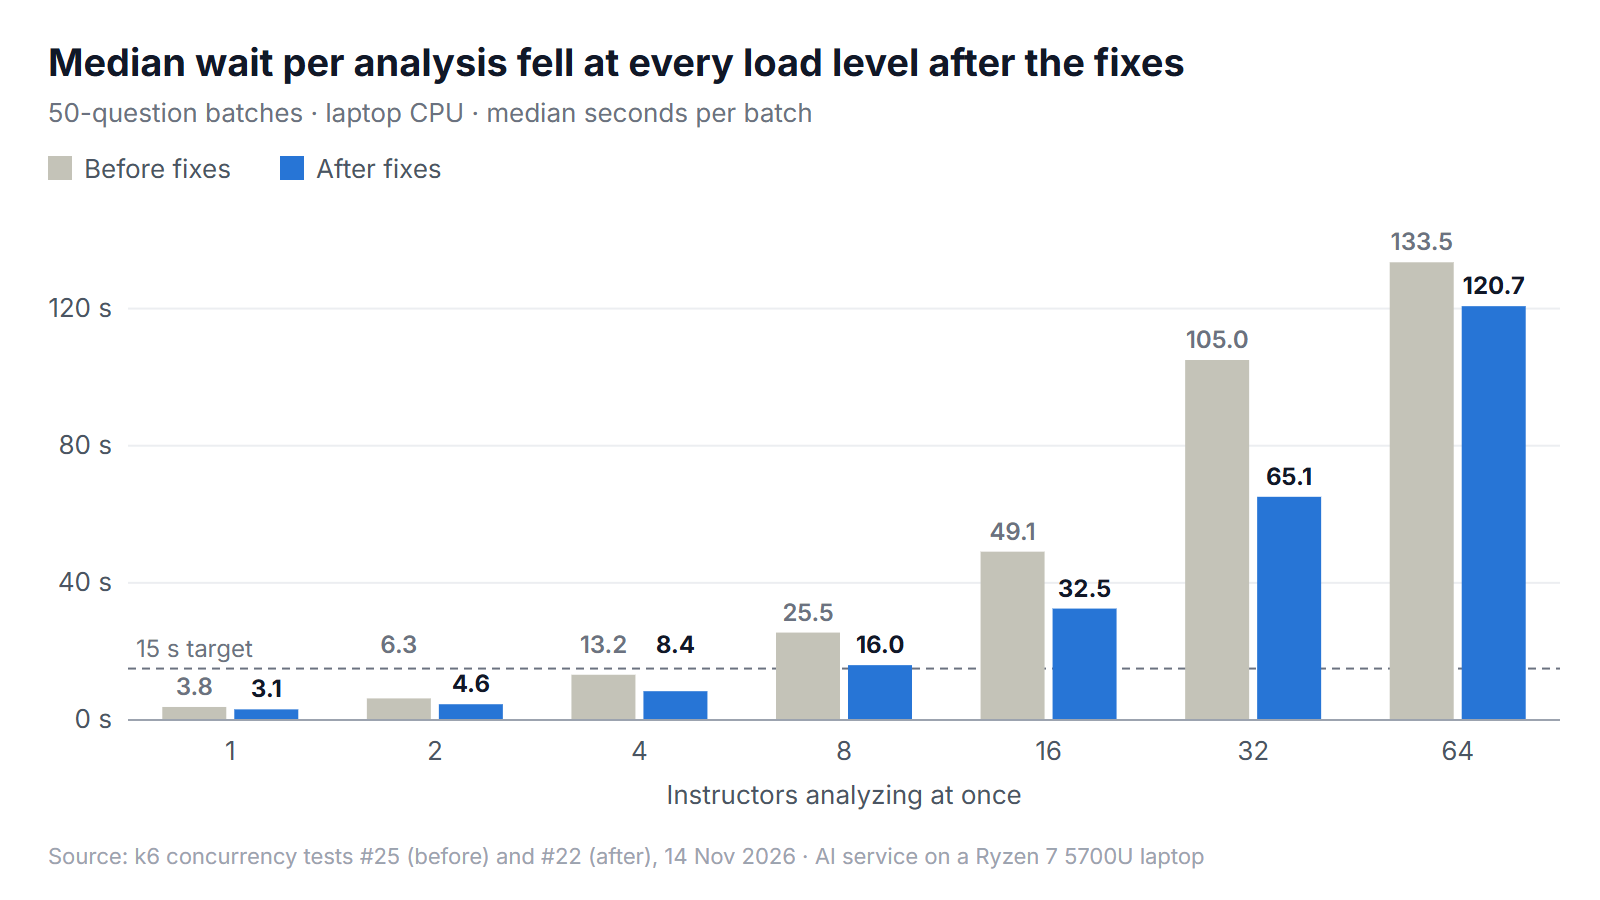 Median wait per analysis fell at every load level after the fixes
50-question batches · laptop CPU · median seconds per batch
Before fixes
After fixes
133.5
120 s
120.7
105.0
80 s
65.1
49.1
40 s
32.5
25.5
15 s target
6.3
13.2
8.4
16.0
3.8
3.1
4.6
0 s
1
2
4
8
16
32
64
Instructors analyzing at once
Source: k6 concurrency tests #25 (before) and #22 (after), 14 Nov 2026 · AI service on a Ryzen 7 5700U laptop